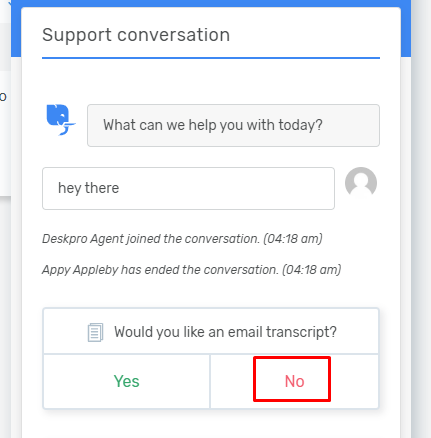 Support conversation
What can we help you with today?
hey there
Deskpro Agent joined the conversation. (04:18 am)
Appy Appleby has ended the conversation. (04:18 am)
Would you like an email transcript?
Yes
No